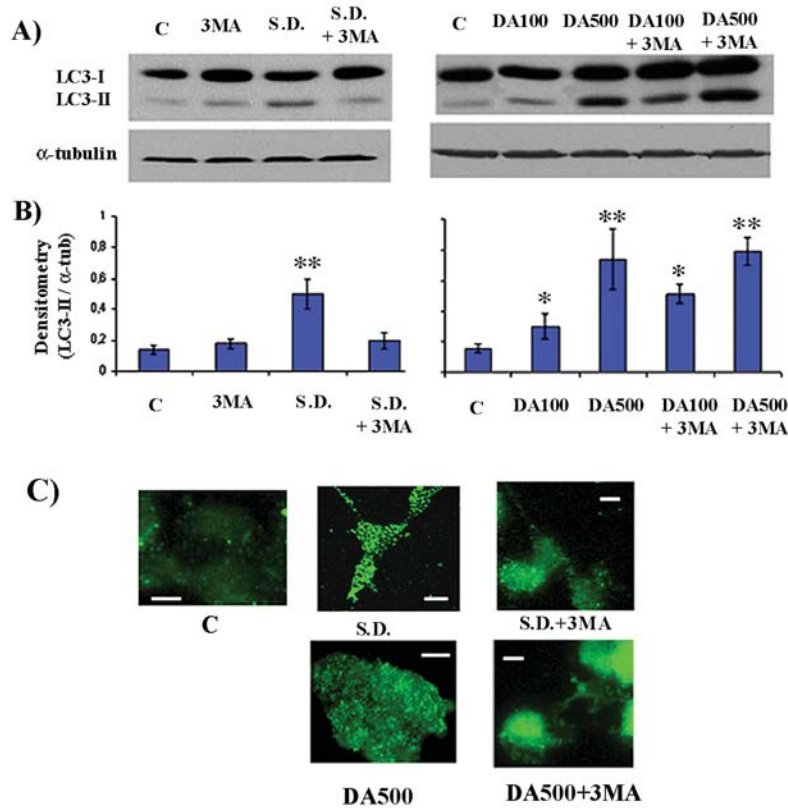 A)
C 3MA S.D. S.D. + 3MA
C DA100 DA500 DA100 + 3MA DA500 + 3MA
LC3-I
LC3-II
α-tubulin
B)
Densitometry
(LC3-II / α-tub)
1
0,8
0,6
0,4
0,2
0
**
* ** * **
C 3MA S.D. S.D. + 3MA
C DA100 DA500 DA100 + 3MA DA500 + 3MA
C)
C S.D. S.D.+3MA
DA500 DA500+3MA